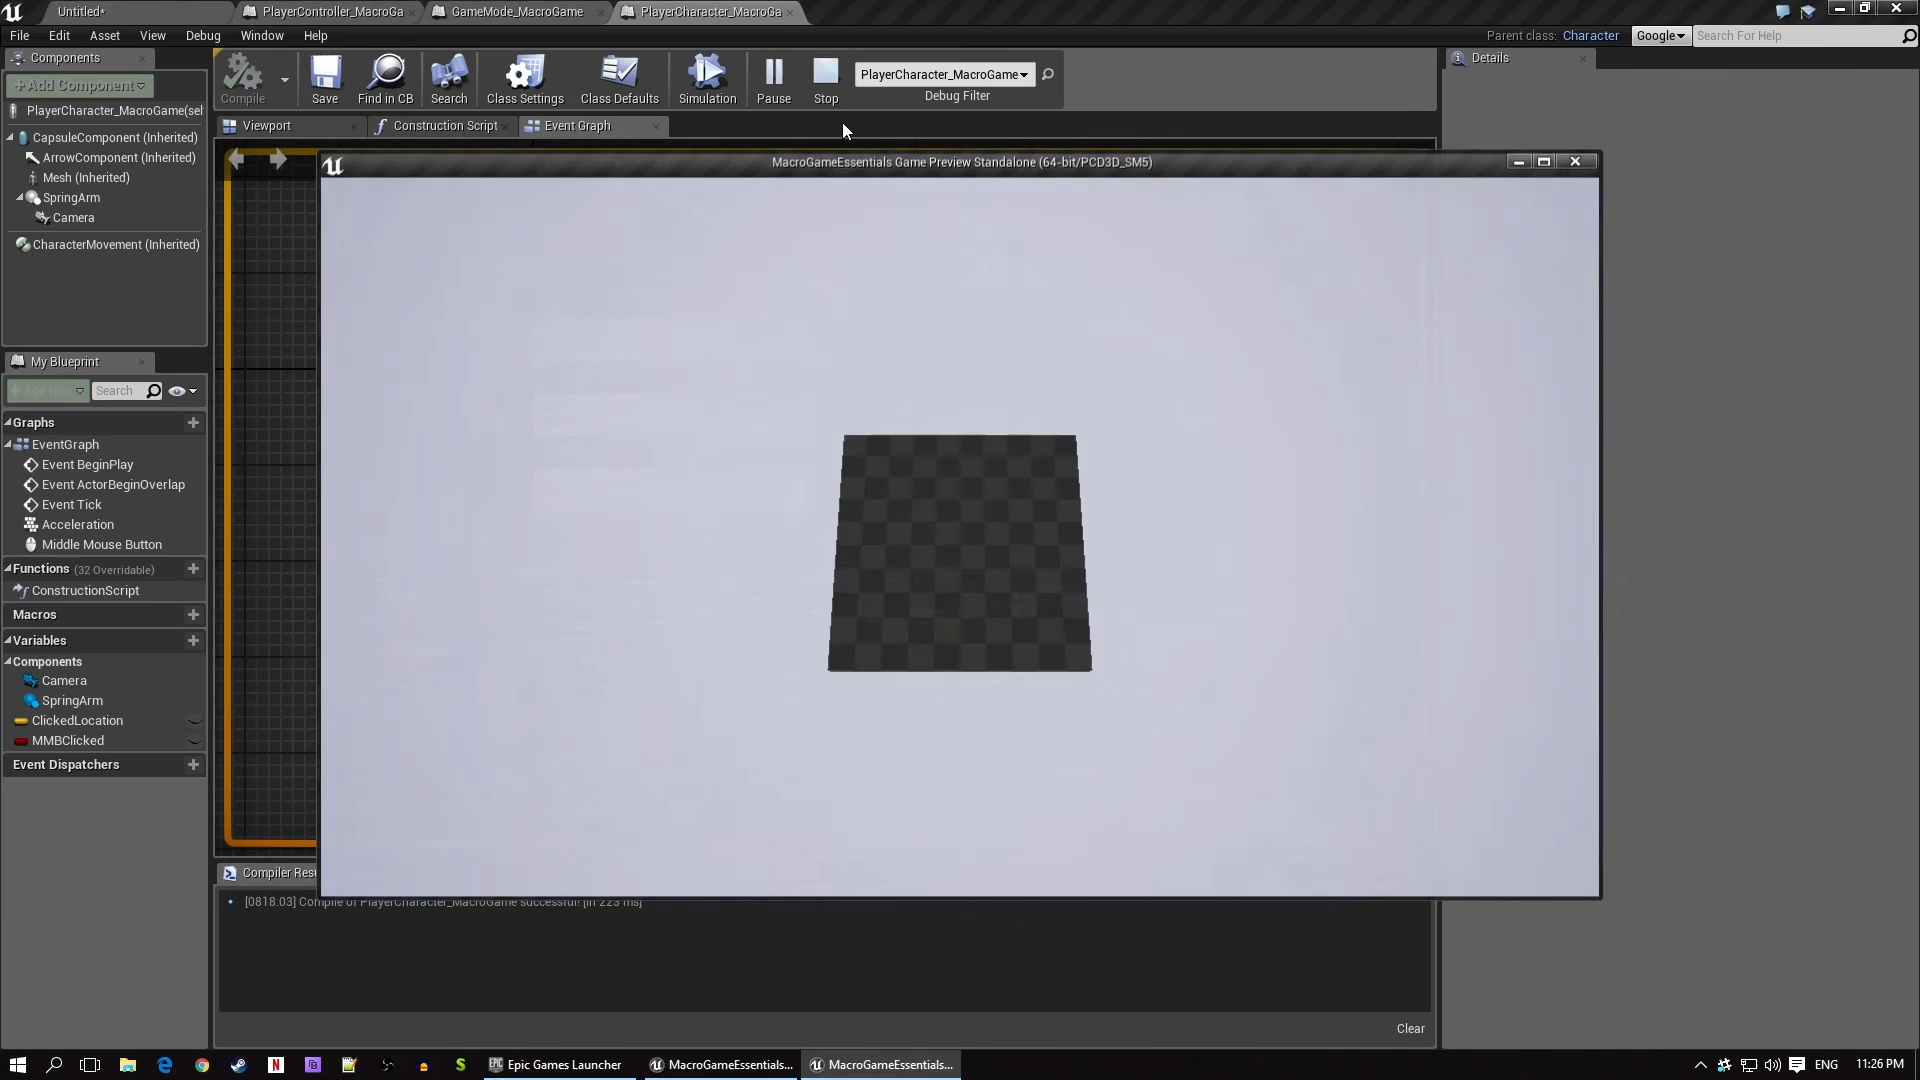 Untitled*
PlayerController_MacroGa
GameMode_MacroGame
PlayerCharacter_MacroGa
File Edit Asset View Debug Window Help
Parent class: Character
Google
Search For Help
Components
+Add Component
PlayerCharacter_MacroGame(sel
CapsuleComponent (Inherited)
ArrowComponent (Inherited)
Mesh (Inherited)
SpringArm
Camera
CharacterMovement (Inherited)
Compile
Save
Find in CB
Search
Class Settings
Class Defaults
Simulation
Pause
Stop
PlayerCharacter_MacroGame
Debug Filter
Details
Viewport
Construction Script
Event Graph
MacroGameEssentials Game Preview Standalone (64-bit/PCD3D_SM5)
My Blueprint
Search
Graphs
EventGraph
Event BeginPlay
Event ActorBeginOverlap
Event Tick
Acceleration
Middle Mouse Button
Functions (32 Overridable)
ConstructionScript
Macros
Variables
Components
Camera
SpringArm
ClickedLocation
MMBClicked
Event Dispatchers
Compiler Resu
[0818.03] Compile of PlayerCharacter_MacroGame successful! [in 223 ms]
Clear
Epic Games Launcher
MacroGameEssentials...
MacroGameEssentials...
ENG
11:26 PM